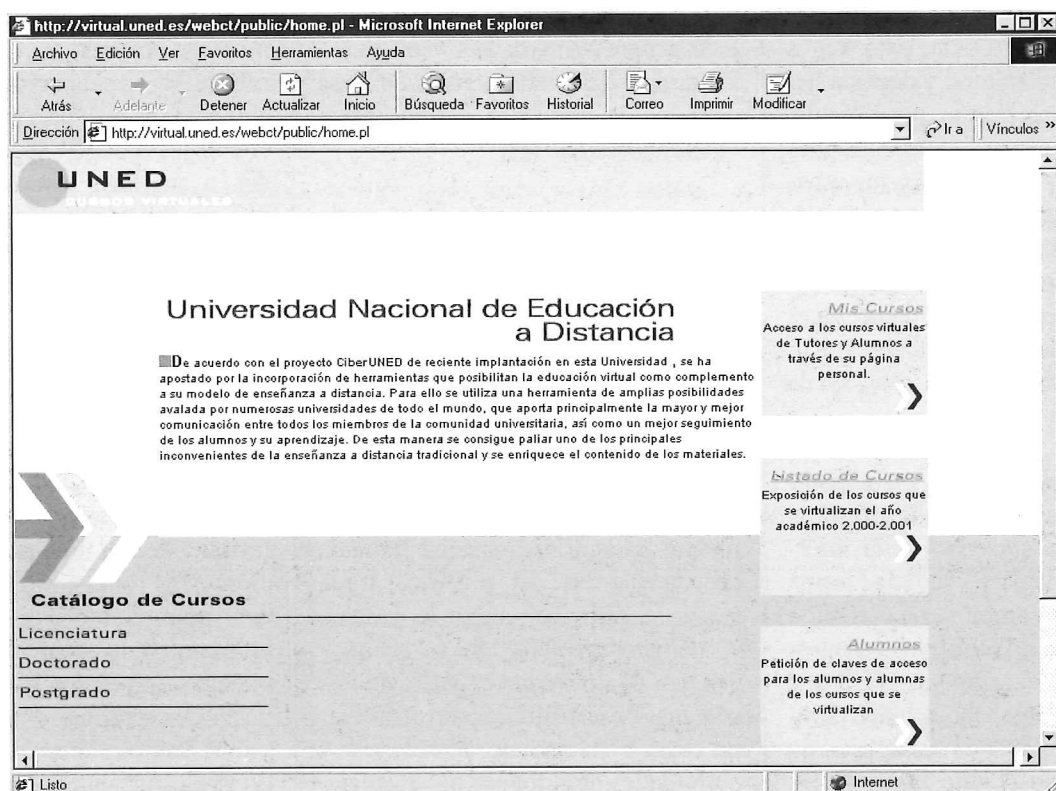 http://virtual.uned.es/webct/public/home.pl - Microsoft Internet Explorer
Archivo Edición Ver Favoritos Herramientas Ayuda
Atrás Adelante Detener Actualizar Inicio Búsqueda Favoritos Historial Correo Imprimir Modificar
Dirección http://virtual.uned.es/webct/public/home.pl Ir a Vínculos »
UNED
CURSOS VIRTUALES
Universidad Nacional de Educación
a Distancia
De acuerdo con el proyecto CiberUNED de reciente implantación en esta Universidad , se ha
apostado por la incorporación de herramientas que posibilitan la educación virtual como complemento
a su modelo de enseñanza a distancia. Para ello se utiliza una herramienta de amplias posibilidades
avalada por numerosas universidades de todo el mundo, que aporta principalmente la mayor y mejor
comunicación entre todos los miembros de la comunidad universitaria, así como un mejor seguimiento
de los alumnos y su aprendizaje. De esta manera se consigue paliar uno de los principales
inconvenientes de la enseñanza a distancia tradicional y se enriquece el contenido de los materiales.
Mis Cursos
Acceso a los cursos virtuales
de Tutores y Alumnos a
través de su página
personal.
Listado de Cursos
Exposición de los cursos que
se virtualizan el año
académico 2.000-2.001
Alumnos
Petición de claves de acceso
para los alumnos y alumnas
de los cursos que se
virtualizan
Catálogo de Cursos
Licenciatura
Doctorado
Postgrado
Listo Internet